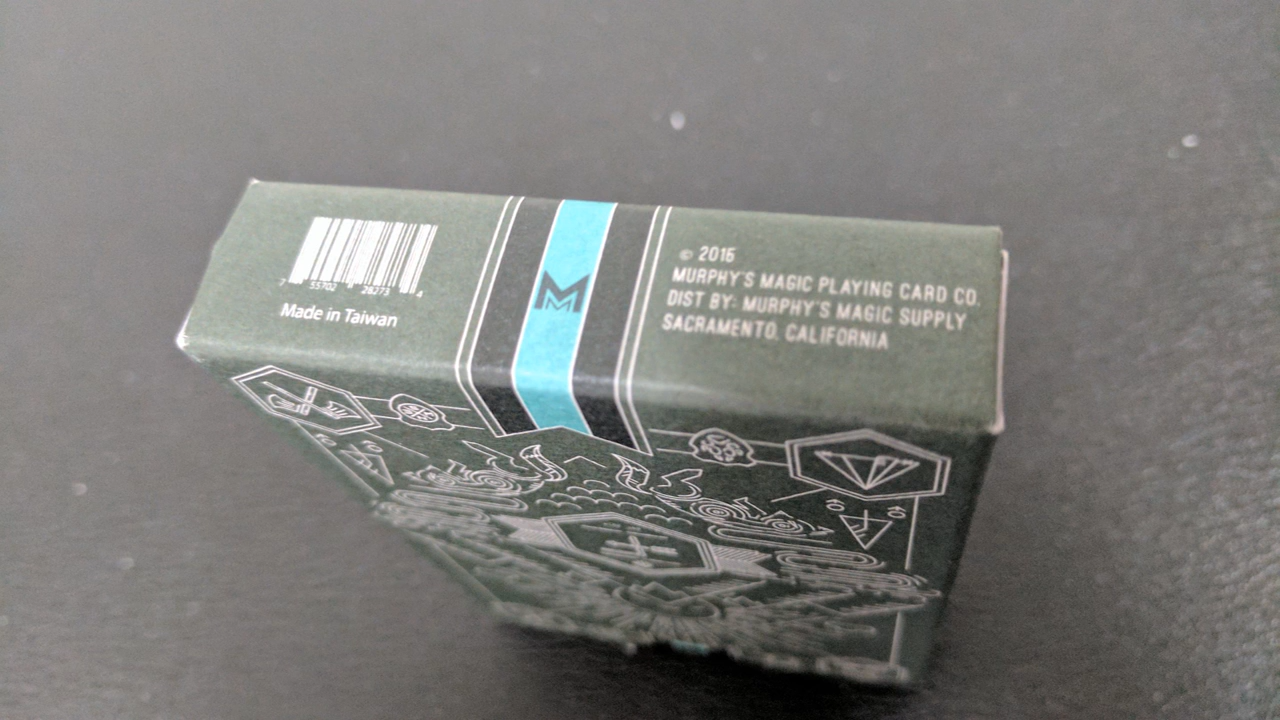 7 55702 28273 4
Made in Taiwan
M
© 2016
MURPHY'S MAGIC PLAYING CARD CO.
DIST BY: MURPHY'S MAGIC SUPPLY
SACRAMENTO, CALIFORNIA